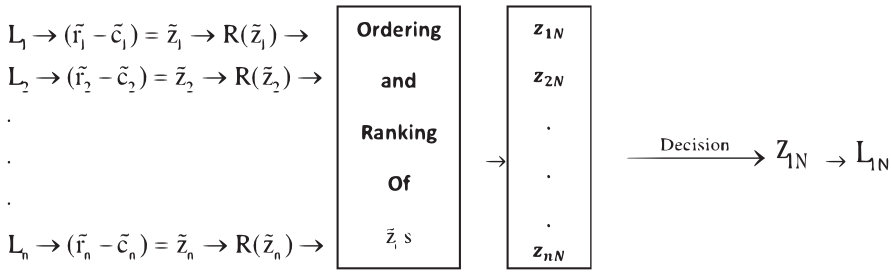 L₁ → (r̃₁ − c̃₁) = z̃₁ → R(z̃₁) →
L₂ → (r̃₂ − c̃₂) = z̃₂ → R(z̃₂) →
.
.
.
Lₙ → (r̃ₙ − c̃ₙ) = z̃ₙ → R(z̃ₙ) →
Ordering
and
Ranking
Of
z̃ᵢ s
→
z₁N
z₂N
.
.
.
zₙN
Decision
→ Z₁N → L₁N